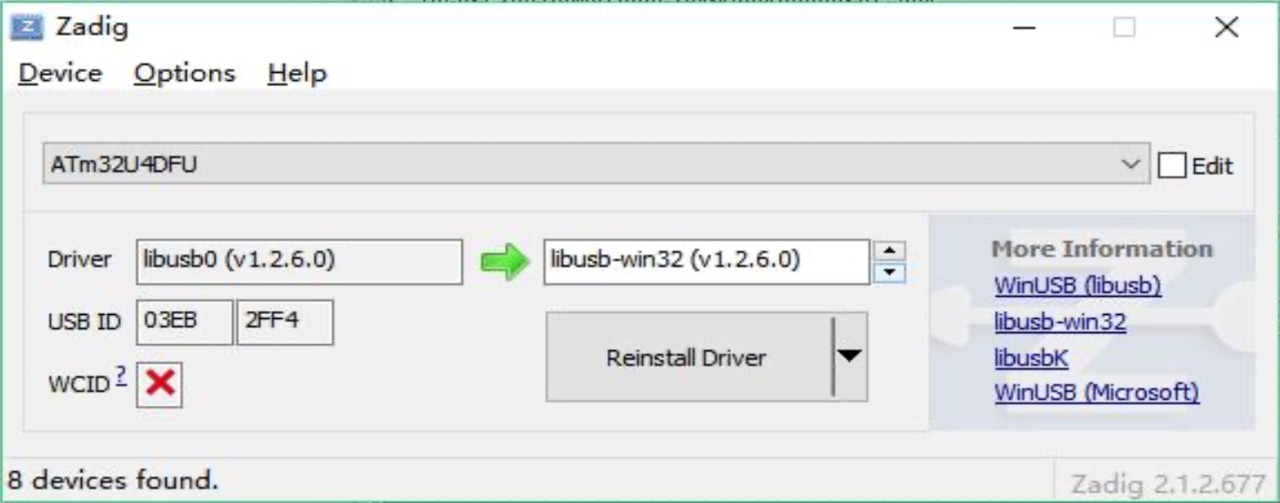 Zadig
Device Options Help
ATm32U4DFU
Edit
Driver libusb0 (v1.2.6.0) libusb-win32 (v1.2.6.0)
USB ID 03EB 2FF4
WCID ?
Reinstall Driver
More Information
WinUSB (libusb)
libusb-win32
libusbK
WinUSB (Microsoft)
8 devices found.
Zadig 2.1.2.677